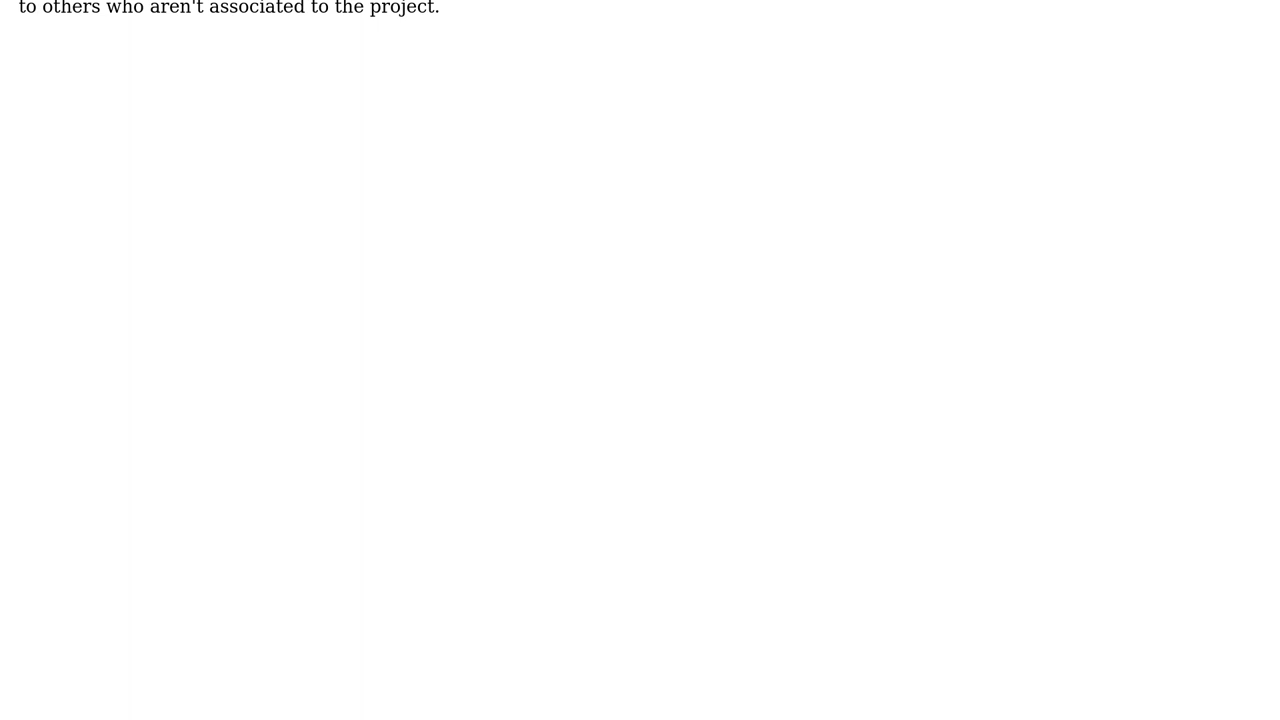 to others who aren't associated to the project.